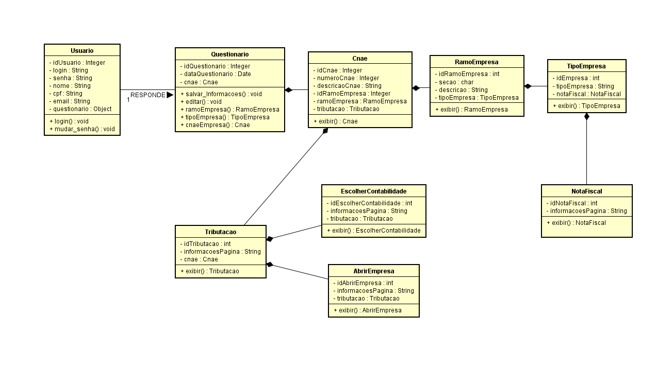 Usuario
- idUsuario : Integer
- login : String
- senha : String
- nome : String
- cpf : String
- email : String
- questionario : Object
+ login() : void
+ mudar_senha() : void
RESPONDE
1
Questionario
- idQuestionario : Integer
- dataQuestionario : Date
- cnae : Cnae
+ salvar_Informacoes() : void
+ editar() : void
+ ramoEmpresa() : RamoEmpresa
+ tipoEmpresa() : TipoEmpresa
+ cnaeEmpresa() : Cnae
Cnae
- idCnae : Integer
- numeroCnae : Integer
- descricaoCnae : String
- idRamoEmpresa : Integer
- ramoEmpresa : RamoEmpresa
- tributacao : Tributacao
+ exibir() : Cnae
RamoEmpresa
- idRamoEmpresa : int
- secao : char
- descricao : String
- tipoEmpresa : TipoEmpresa
+ exibir() : RamoEmpresa
TipoEmpresa
- idEmpresa : int
- tipoEmpresa : String
- notaFiscal : NotaFiscal
+ exibir() : TipoEmpresa
EscolherContabilidade
- idEscolherContabilidade : int
- informacoesPagina : String
- tributacao : Tributacao
+ exibir() : EscolherContabilidade
NotaFiscal
- idNotaFiscal : int
- informacoesPagina : String
+ exibir() : NotaFiscal
Tributacao
- idTributacao : int
- informacoesPagina : String
- cnae : Cnae
+ exibir() : Tributacao
AbrirEmpresa
- idAbrirEmpresa : int
- informacoesPagina : String
- tributacao : Tributacao
+ exibir() : AbrirEmpresa